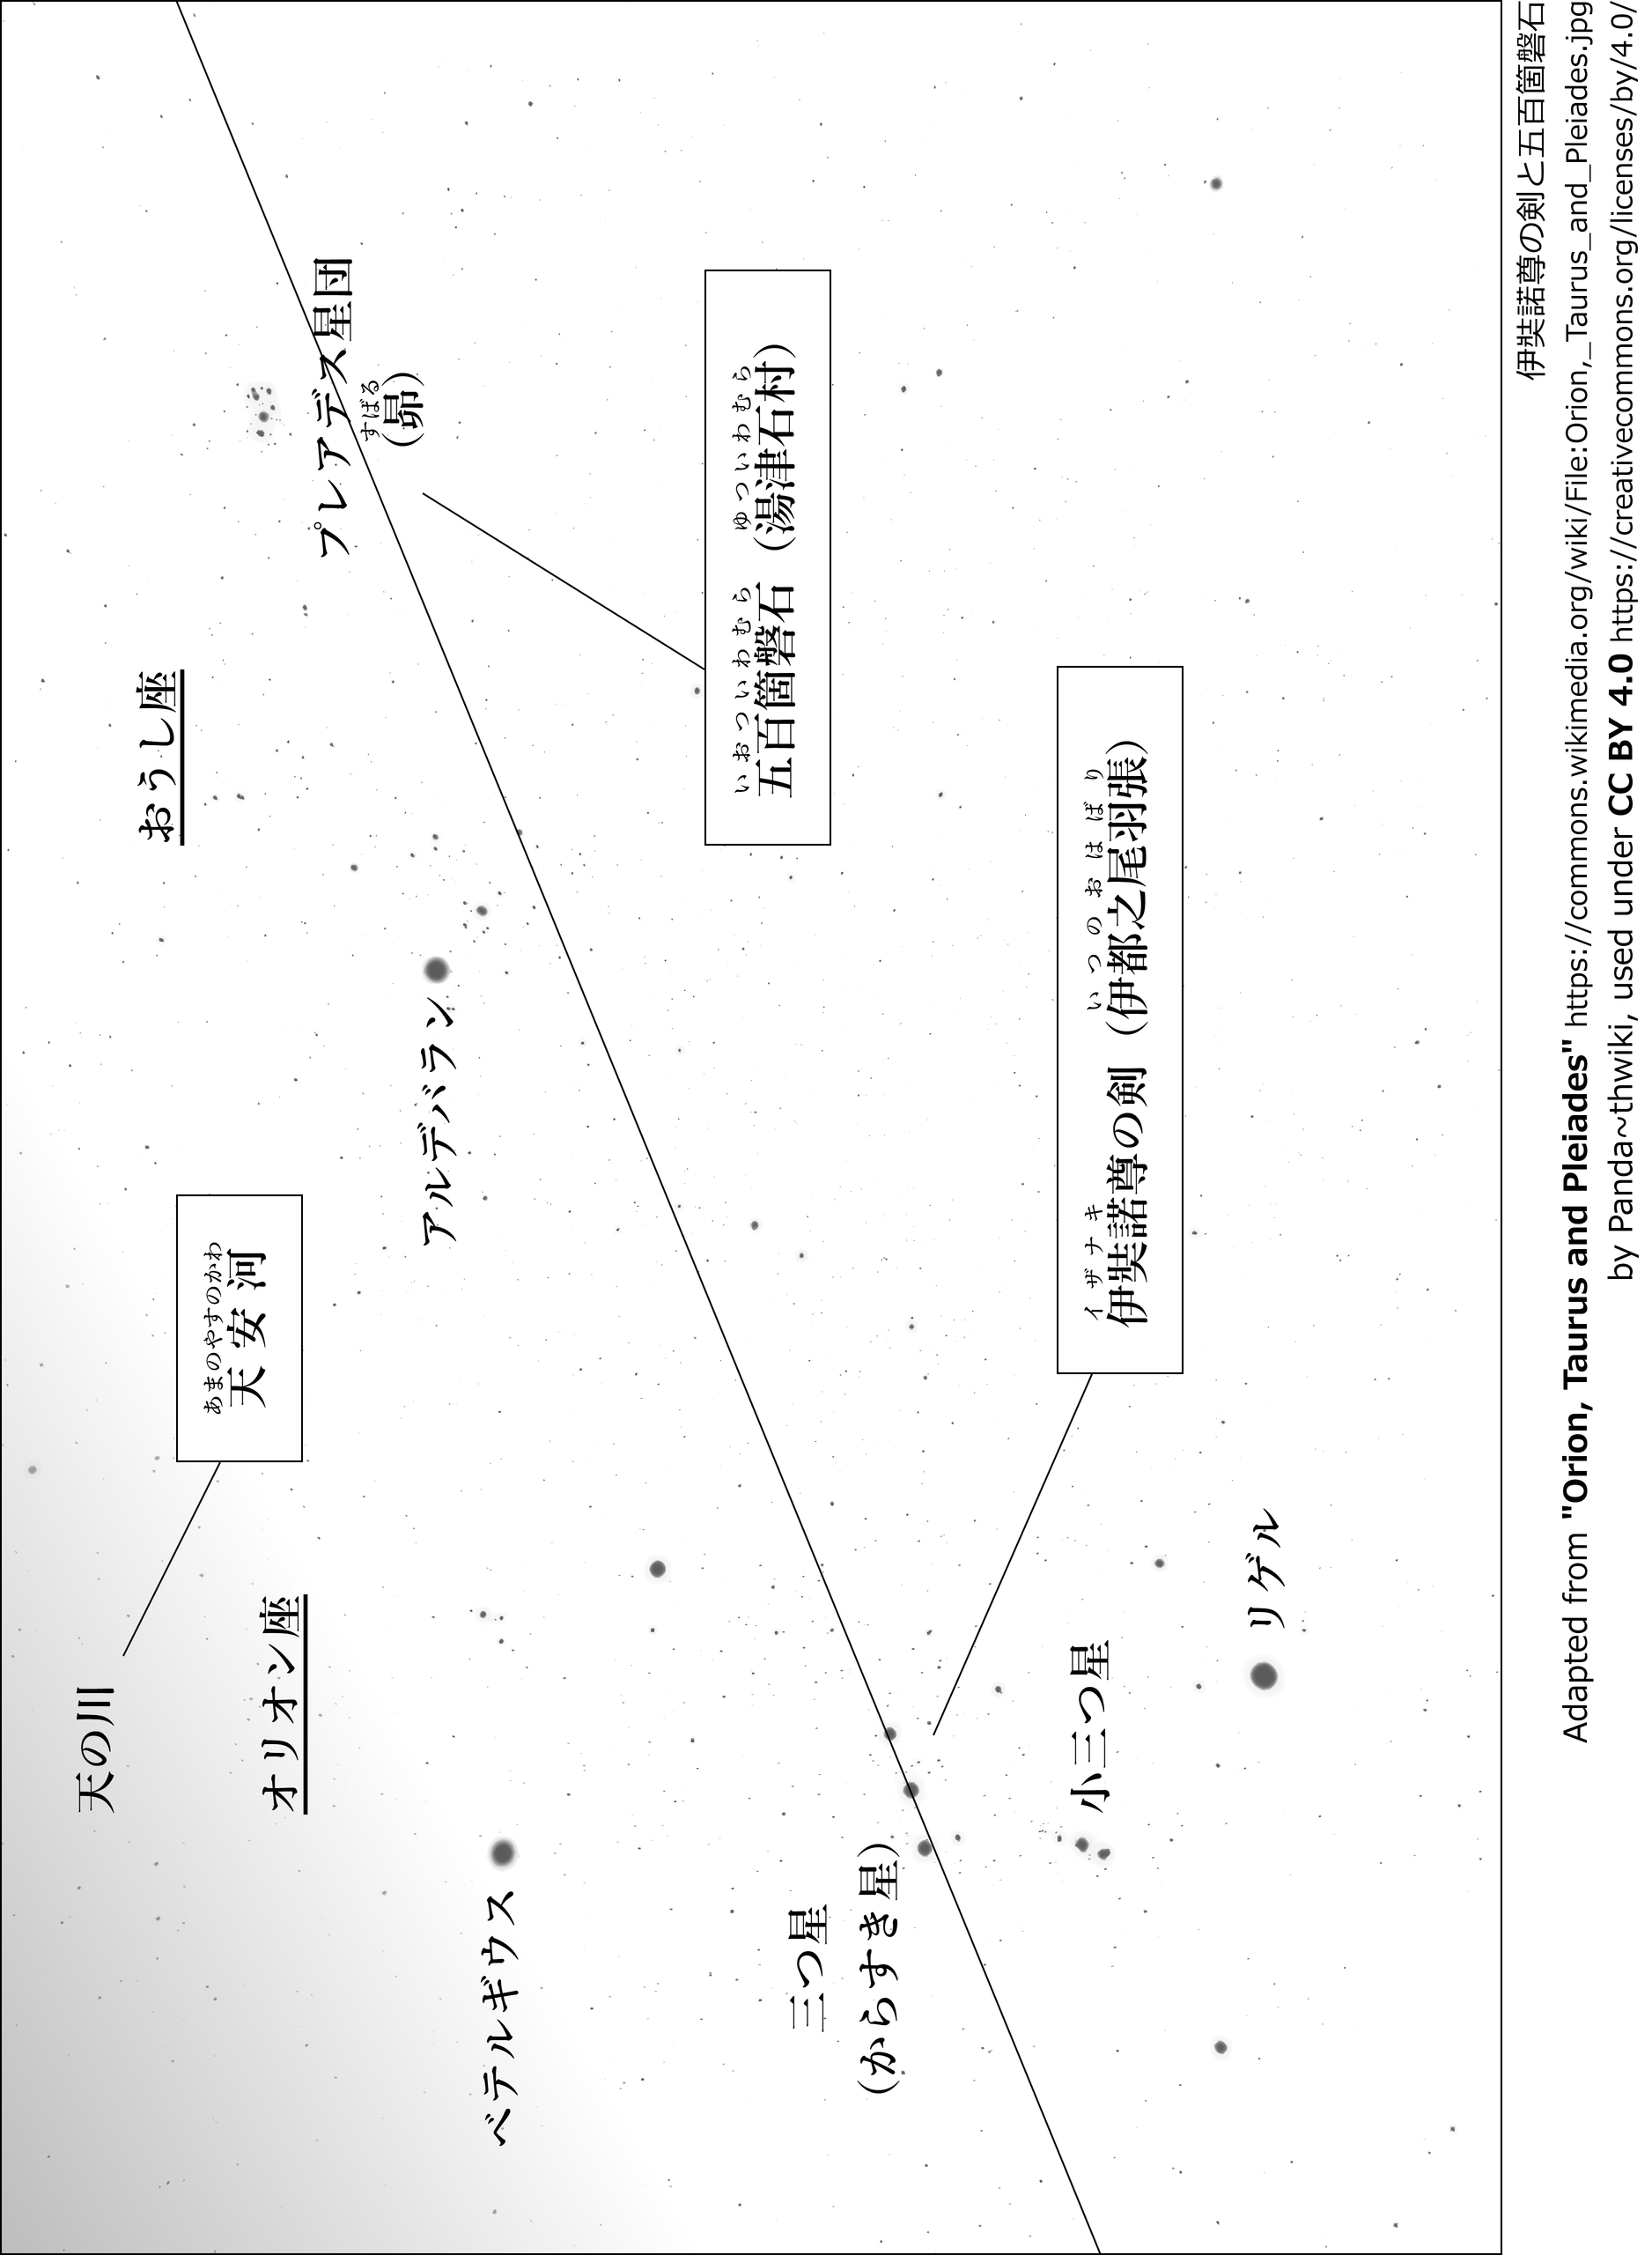 天の川
あまのやすのかわ
天安河
おうし座
オリオン座
プレアデス星団
すばる
(昴)
アルデバラン
ベテルギウス
いおついわむら ゆついわむら
五百箇磐石 (湯津石村)
三つ星
(からすき星)
イザナキ いつのおはばり
伊奘諾尊の剣 (伊都之尾羽張)
小三つ星
リゲル
伊奘諾尊の剣と五百箇磐石
Adapted from "Orion, Taurus and Pleiades" https://commons.wikimedia.org/wiki/File:Orion,_Taurus_and_Pleiades.jpg
by Panda~thwiki, used under CC BY 4.0 https://creativecommons.org/licenses/by/4.0/